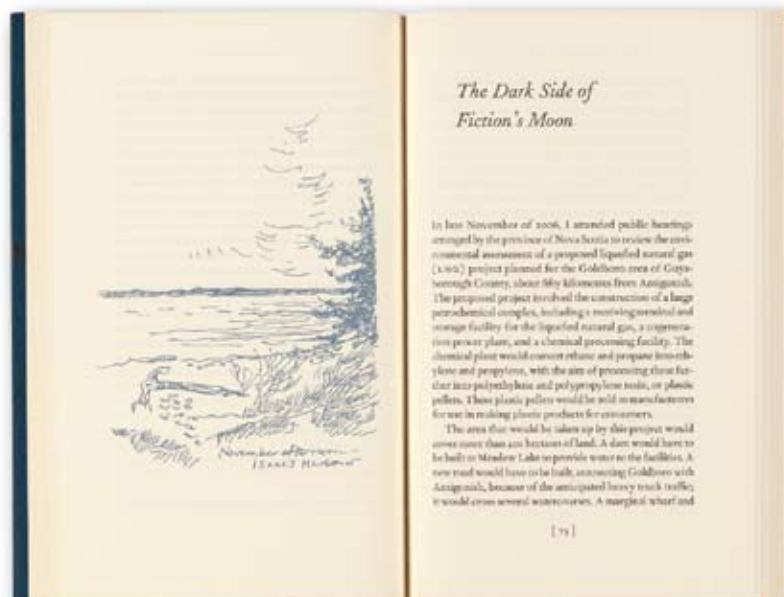 November afternoon
ISAAC'S HARBOUR
The Dark Side of
Fiction's Moon
In late November of 2006, I attended public hearings
arranged by the province of Nova Scotia to review the envi-
ronmental assessment of a proposed liquefied natural gas
(LNG) project planned for the Goldboro area of Guys-
borough County, about fifty kilometres from Antigonish.
The proposed project involved the construction of a large
petrochemical complex, including a receiving terminal and
storage facility for the liquefied natural gas, a cogenera-
tion power plant, and a chemical processing facility. The
chemical plant would convert ethane and propane into eth-
ylene and propylene, with the aim of processing these fur-
ther into polyethylene and polypropylene resin, or plastic
pellets. These plastic pellets would be sold to manufacturers
for use in making plastic products for consumers.
The area that would be taken up by this project would
cover more than hectares of land. A dam would have to
be built at Meadow Lake to provide water to the facilities. A
new road would have to be built, connecting Goldboro with
Antigonish, because of the anticipated heavy truck traffic;
it would cross several watercourses. A marginal wharf and
[ 75 ]